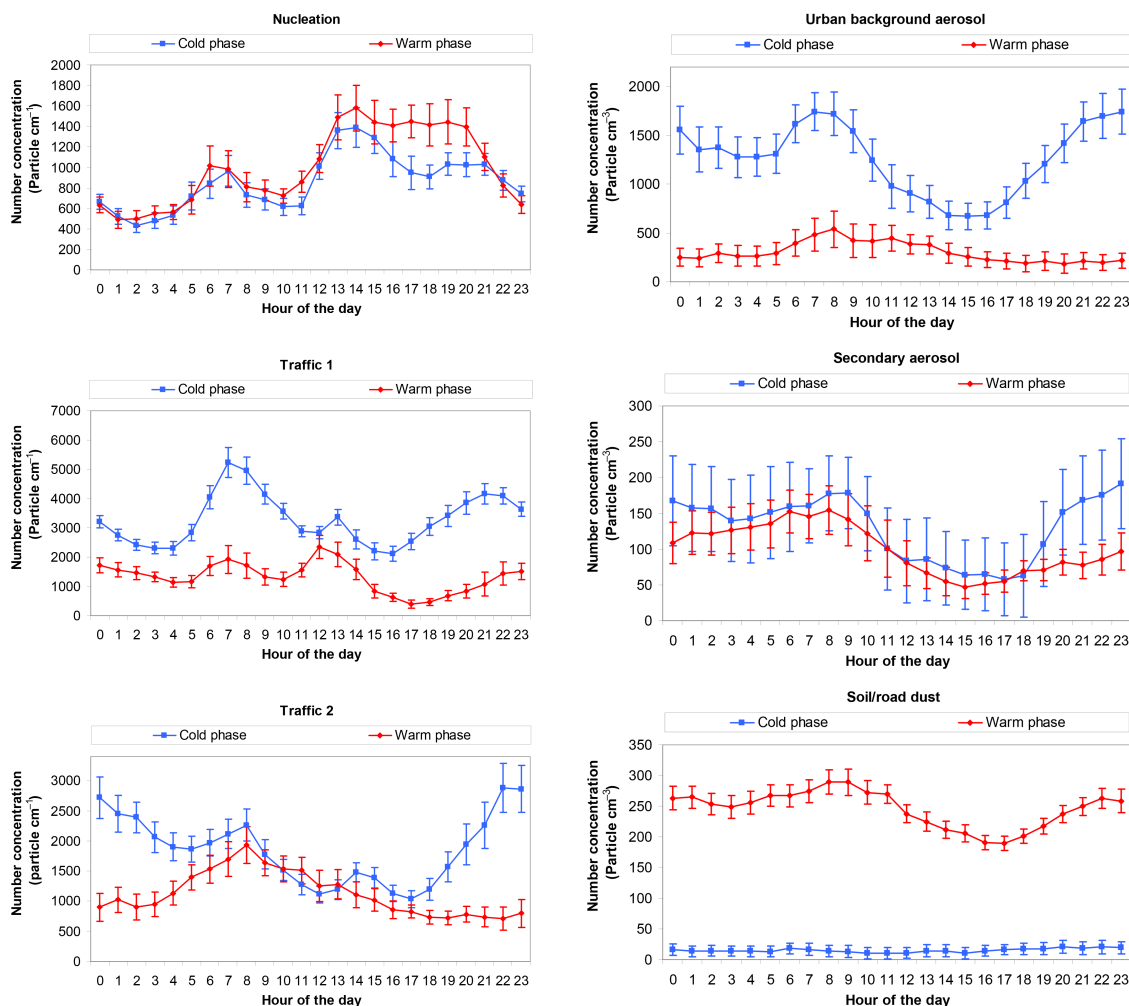 Nucleation
Cold phase Warm phase
Number concentration
(Particle cm⁻¹)
2000
1800
1600
1400
1200
1000
800
600
400
200
0
0 1 2 3 4 5 6 7 8 9 10 11 12 13 14 15 16 17 18 19 20 21 22 23
Hour of the day
Urban background aerosol
Cold phase Warm phase
Number concentration
(Particle cm⁻³)
2000
1500
1000
500
0
0 1 2 3 4 5 6 7 8 9 10 11 12 13 14 15 16 17 18 19 20 21 22 23
Hour of the day
Traffic 1
Cold phase Warm phase
Number concentration
(Particle cm⁻¹)
7000
6000
5000
4000
3000
2000
1000
0
0 1 2 3 4 5 6 7 8 9 10 11 12 13 14 15 16 17 18 19 20 21 22 23
Hour of the day
Secondary aerosol
Cold phase Warm phase
Number concentration
(Particle cm⁻³)
300
250
200
150
100
50
0
0 1 2 3 4 5 6 7 8 9 10 11 12 13 14 15 16 17 18 19 20 21 22 23
Hour of the day
Traffic 2
Cold phase Warm phase
Number concentration
(particle cm⁻¹)
3000
2500
2000
1500
1000
500
0
0 1 2 3 4 5 6 7 8 9 10 11 12 13 14 15 16 17 18 19 20 21 22 23
Hour of the day
Soil/road dust
Cold phase Warm phase
Number concentration
(Particle cm⁻³)
350
300
250
200
150
100
50
0
0 1 2 3 4 5 6 7 8 9 10 11 12 13 14 15 16 17 18 19 20 21 22 23
Hour of the day